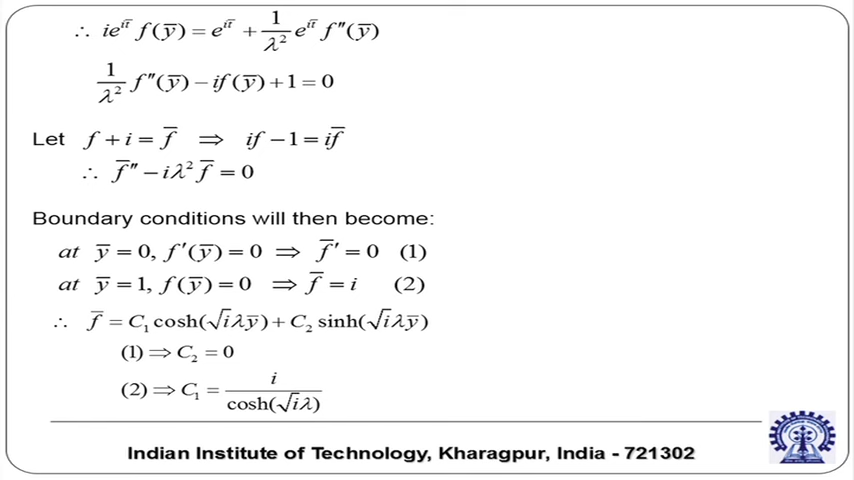 ∴ ie^{iτ̅} f(y̅) = e^{iτ̅} + 1/λ² e^{iτ̅} f″(y̅)
1/λ² f″(y̅) − if(y̅) + 1 = 0
Let f + i = f̅ ⇒ if − 1 = if̅
∴ f̅″ − iλ² f̅ = 0
Boundary conditions will then become:
at y̅ = 0, f′(y̅) = 0 ⇒ f̅′ = 0 (1)
at y̅ = 1, f(y̅) = 0 ⇒ f̅ = i (2)
∴ f̅ = C₁ cosh(√i λy̅) + C₂ sinh(√i λy̅)
(1) ⇒ C₂ = 0
(2) ⇒ C₁ = i / cosh(√i λ)
Indian Institute of Technology, Kharagpur, India - 721302